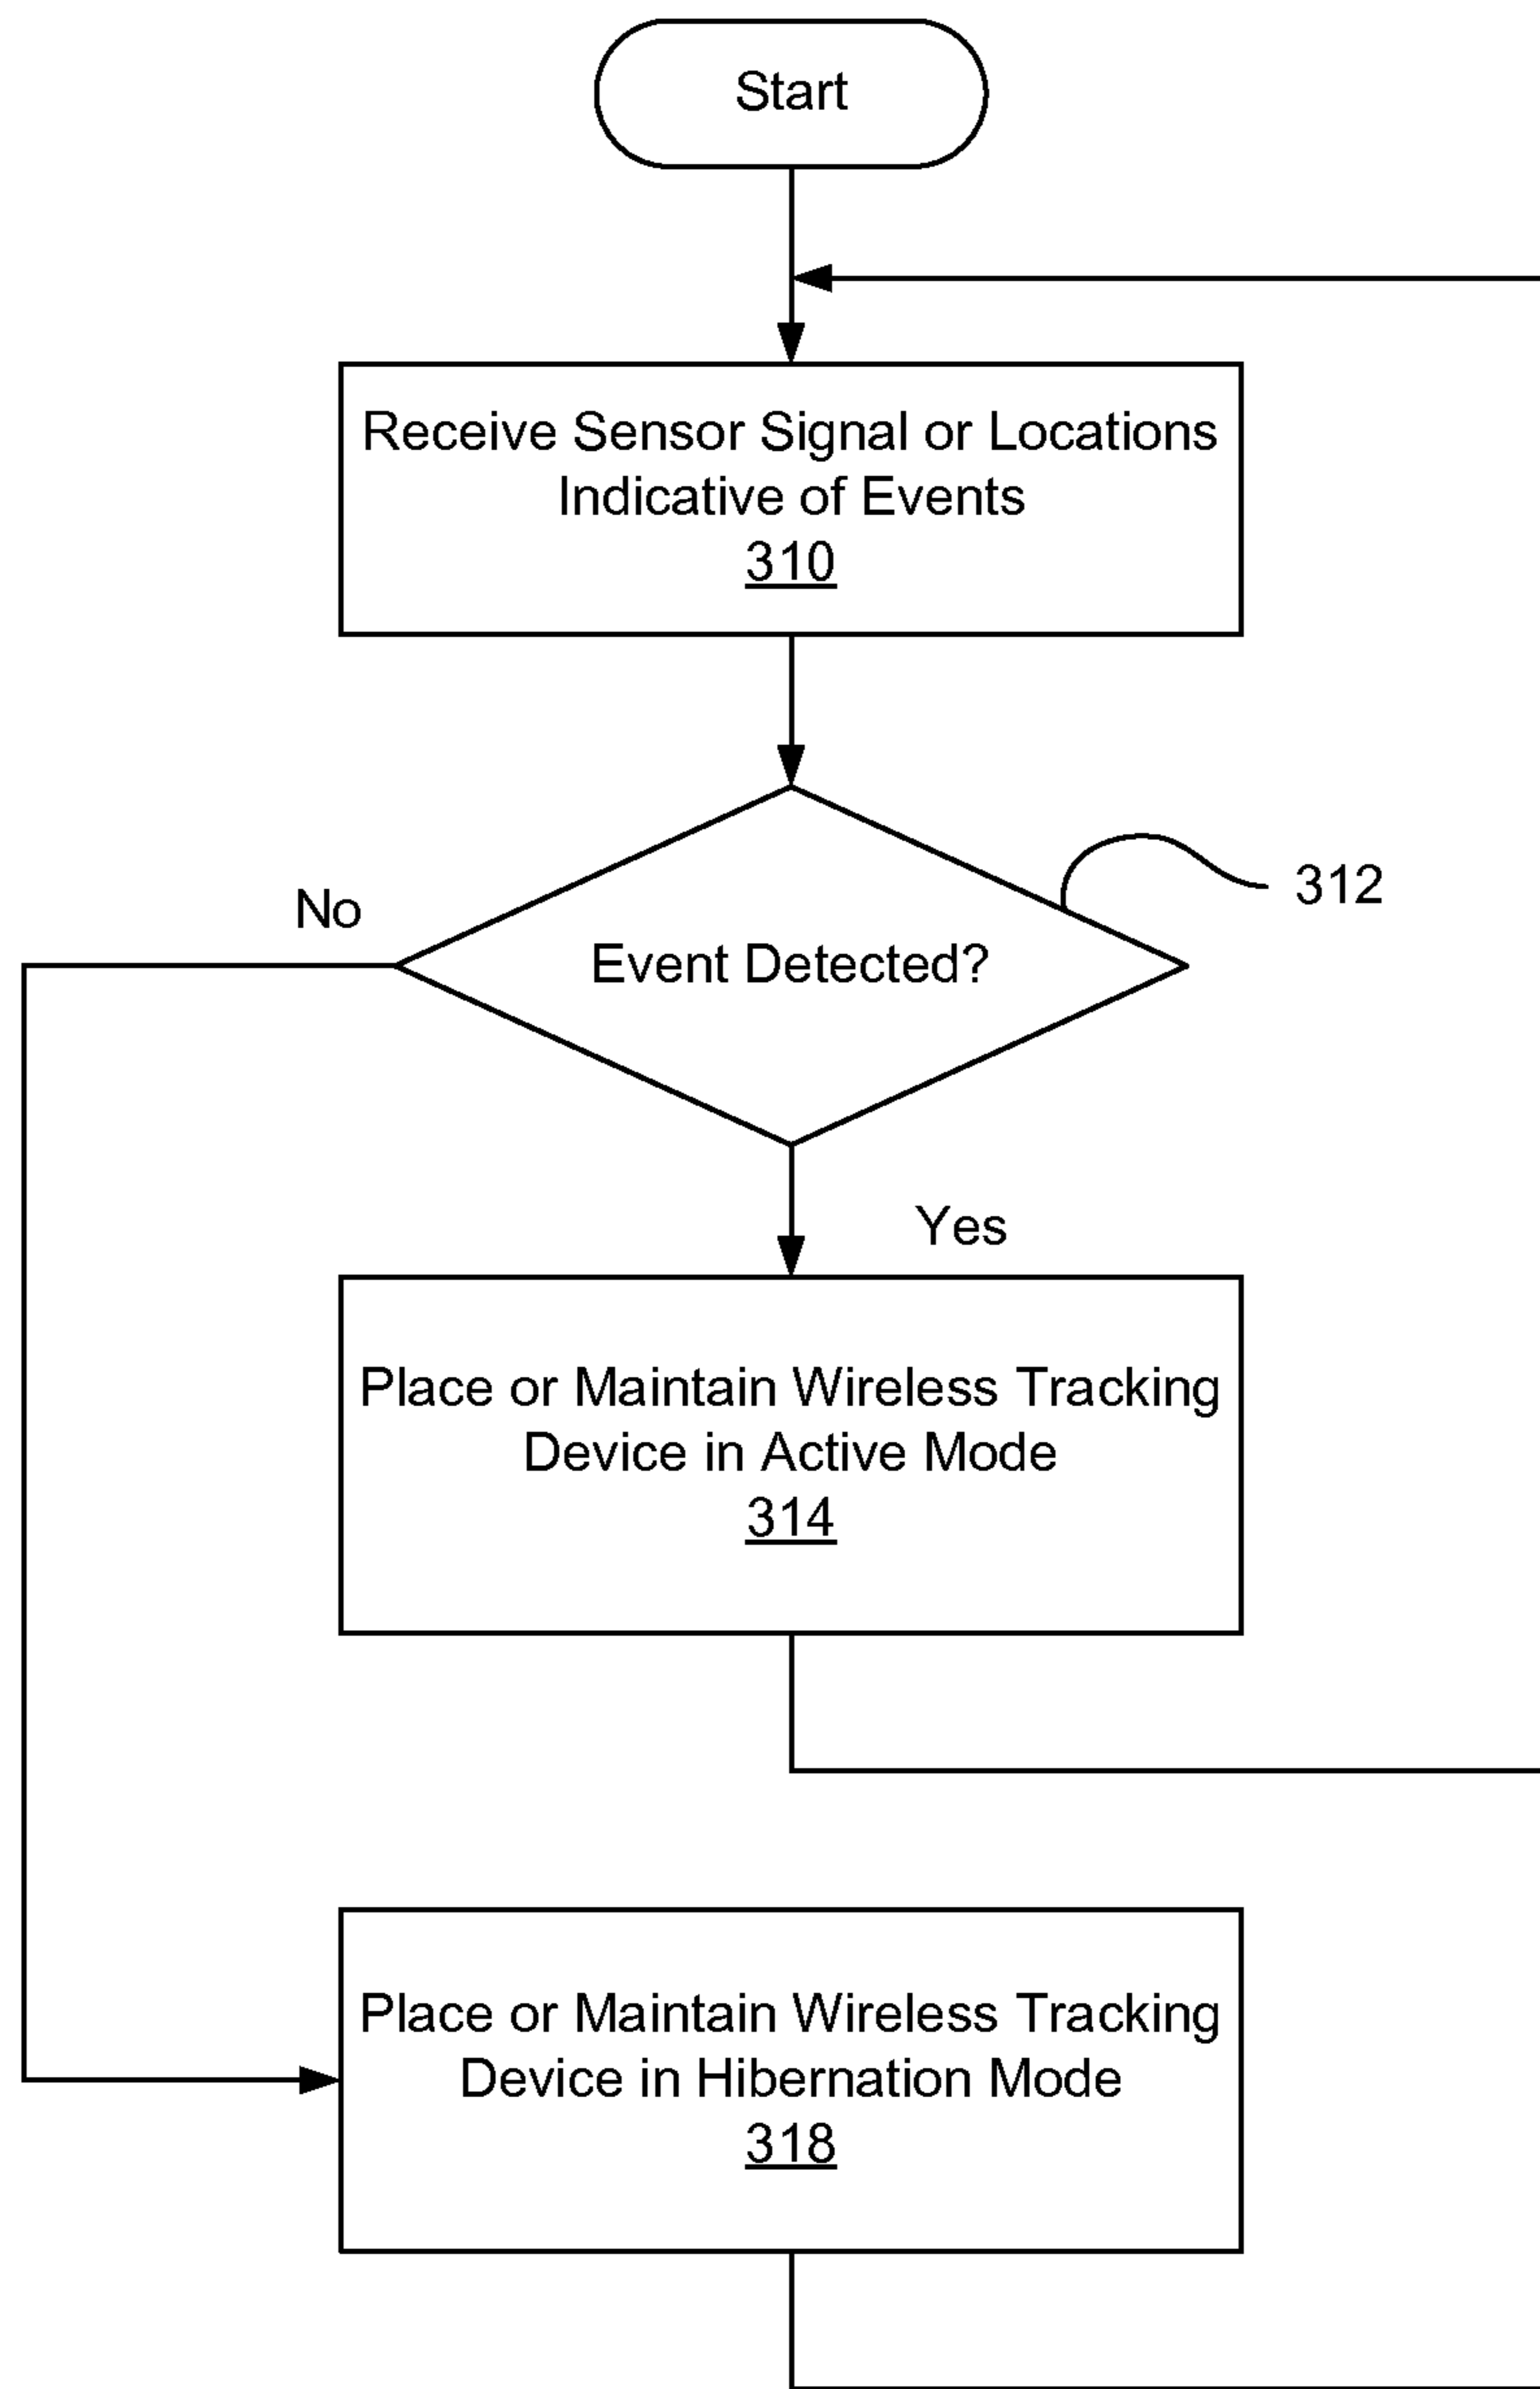 Start
Receive Sensor Signal or Locations
Indicative of Events
310
312
No
Event Detected?
Yes
Place or Maintain Wireless Tracking
Device in Active Mode
314
Place or Maintain Wireless Tracking
Device in Hibernation Mode
318